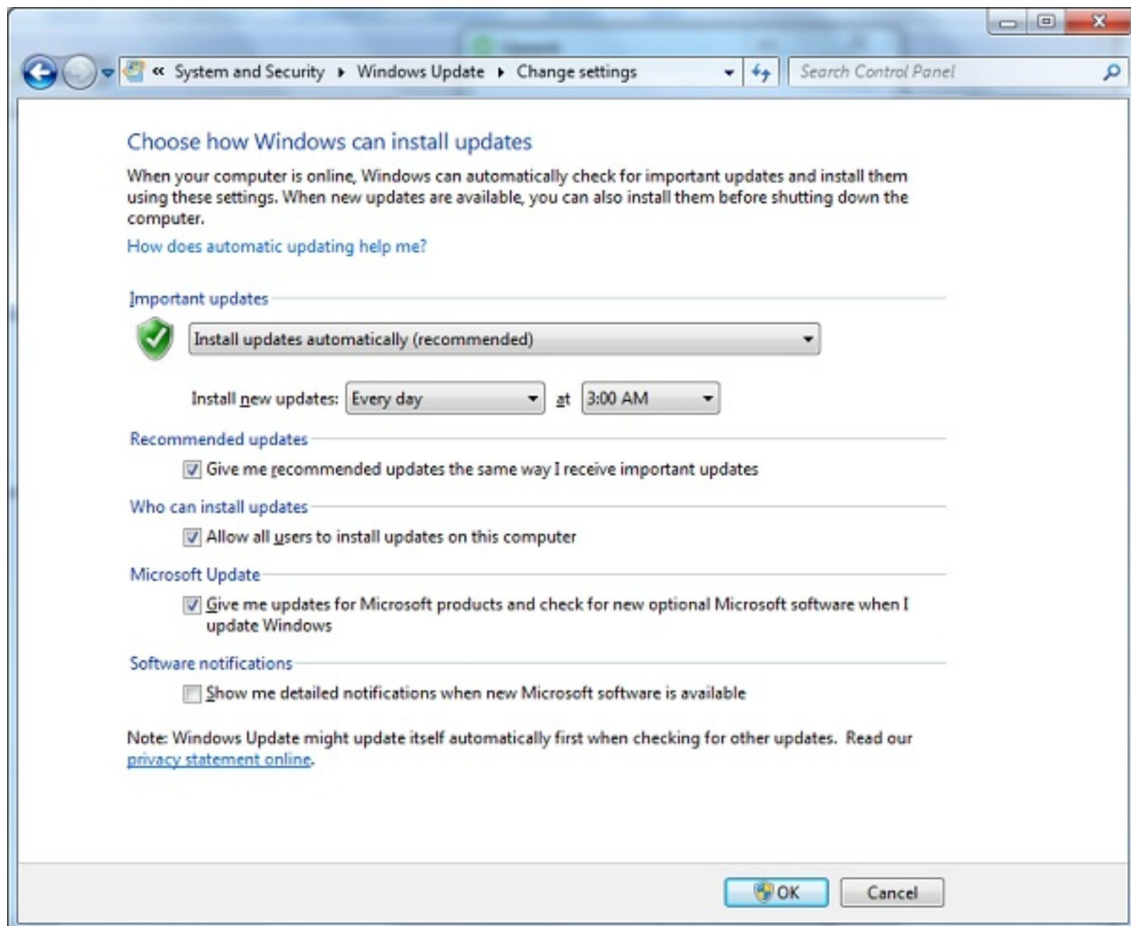 « System and Security ▸ Windows Update ▸ Change settings
Search Control Panel
Choose how Windows can install updates
When your computer is online, Windows can automatically check for important updates and install them
using these settings. When new updates are available, you can also install them before shutting down the
computer.
How does automatic updating help me?
Important updates
Install updates automatically (recommended)
Install new updates: Every day at 3:00 AM
Recommended updates
Give me recommended updates the same way I receive important updates
Who can install updates
Allow all users to install updates on this computer
Microsoft Update
Give me updates for Microsoft products and check for new optional Microsoft software when I
update Windows
Software notifications
Show me detailed notifications when new Microsoft software is available
Note: Windows Update might update itself automatically first when checking for other updates. Read our
privacy statement online.
OK Cancel